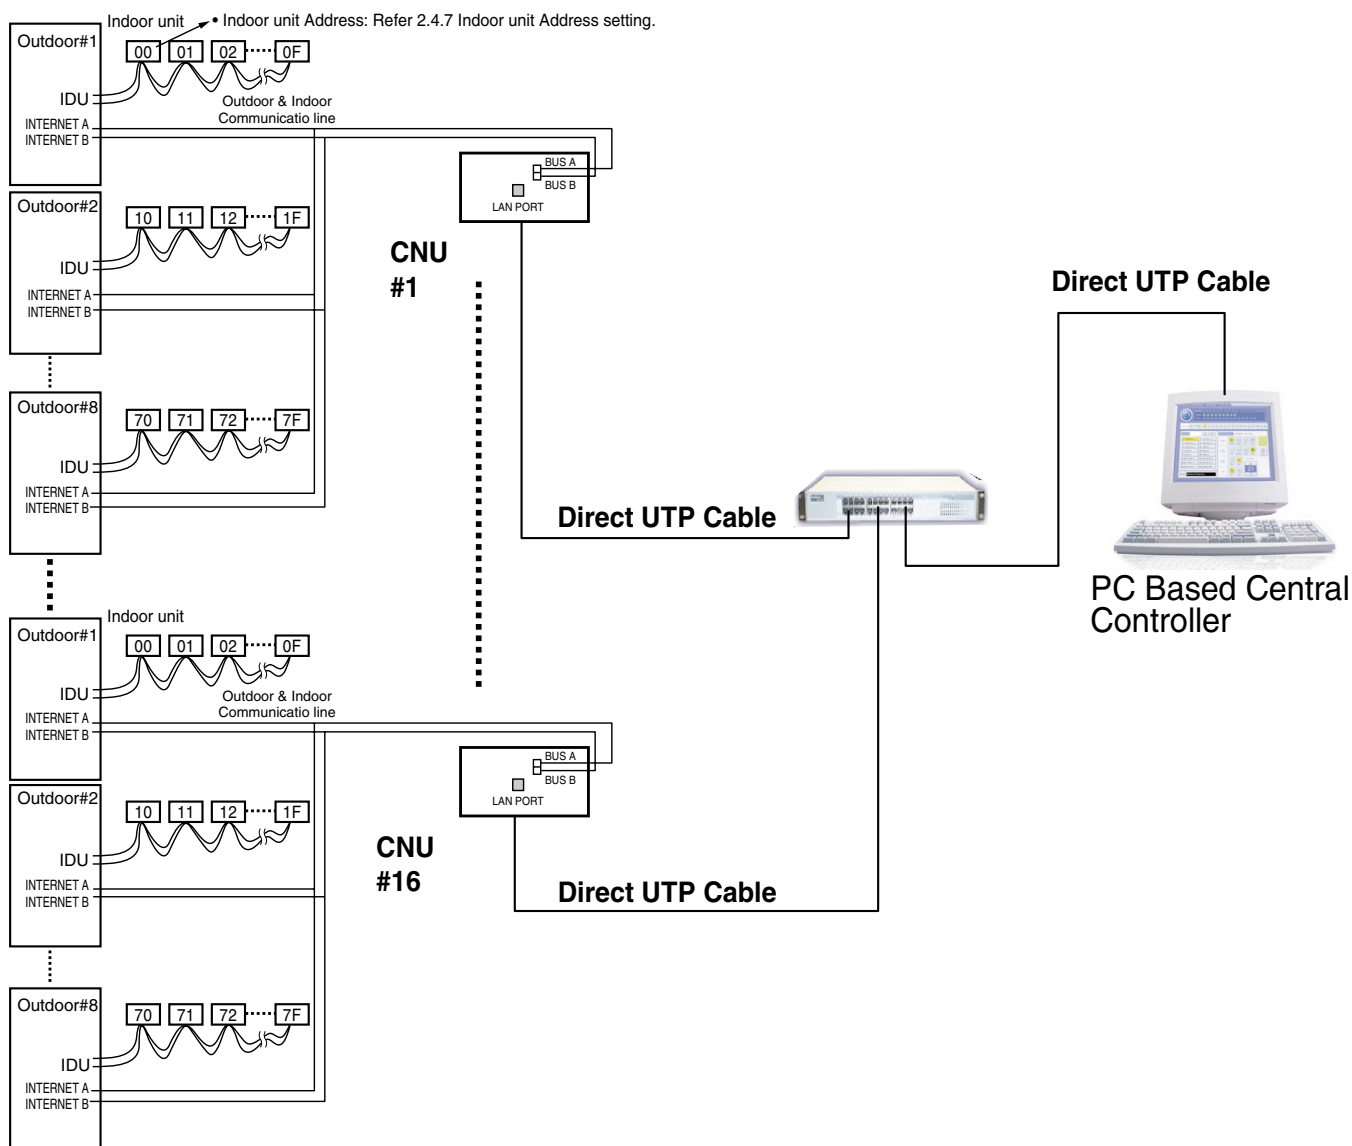 Indoor unit
• Indoor unit Address: Refer 2.4.7 Indoor unit Address setting.
Outdoor#1
00 01 02 0F
IDU
Outdoor & Indoor
Communicatio line
INTERNET A
INTERNET B
BUS A
BUS B
LAN PORT
Outdoor#2
10 11 12 1F
IDU
INTERNET A
INTERNET B
CNU
#1
Direct UTP Cable
Outdoor#8
70 71 72 7F
IDU
INTERNET A
INTERNET B
Direct UTP Cable
PC Based Central
Controller
Indoor unit
Outdoor#1
00 01 02 0F
IDU
Outdoor & Indoor
Communicatio line
INTERNET A
INTERNET B
BUS A
BUS B
LAN PORT
Outdoor#2
10 11 12 1F
IDU
INTERNET A
INTERNET B
CNU
#16
Direct UTP Cable
Outdoor#8
70 71 72 7F
IDU
INTERNET A
INTERNET B